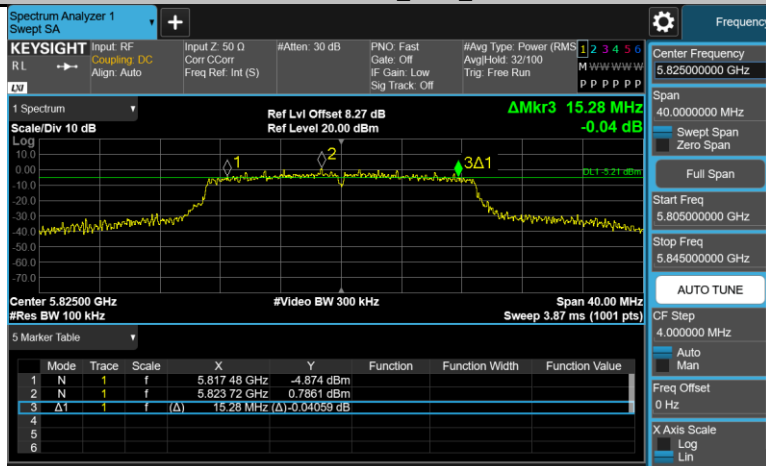 Spectrum Analyzer 1
Swept SA
+
Frequency
KEYSIGHT
RL
LXI
Input: RF
Coupling: DC
Align: Auto
Input Z: 50 Ω
Corr CCorr
Freq Ref: Int (S)
#Atten: 30 dB
PNO: Fast
Gate: Off
IF Gain: Low
Sig Track: Off
#Avg Type: Power (RMS
Avg|Hold: 32/100
Trig: Free Run
1 2 3 4 5 6
M W W W W W
P P P P P P
1 Spectrum
Scale/Div 10 dB
Log
Ref Lvl Offset 8.27 dB
Ref Level 20.00 dBm
ΔMkr3 15.28 MHz
-0.04 dB
10.0
0.00
-10.0
-20.0
-30.0
-40.0
-50.0
-60.0
-70.0
1
2
3Δ1
DL1 -5.21 dBm
Center 5.82500 GHz
#Res BW 100 kHz
#Video BW 300 kHz
Span 40.00 MHz
Sweep 3.87 ms (1001 pts)
5 Marker Table
Mode Trace Scale X Y Function Function Width Function Value
1 N 1 f 5.817 48 GHz -4.874 dBm
2 N 1 f 5.823 72 GHz 0.7861 dBm
3 Δ1 1 f (Δ) 15.28 MHz (Δ) -0.04059 dB
4
5
6
Center Frequency
5.825000000 GHz
Span
40.0000000 MHz
Swept Span
Zero Span
Full Span
Start Freq
5.805000000 GHz
Stop Freq
5.845000000 GHz
AUTO TUNE
CF Step
4.000000 MHz
Auto
Man
Freq Offset
0 Hz
X Axis Scale
Log
Lin